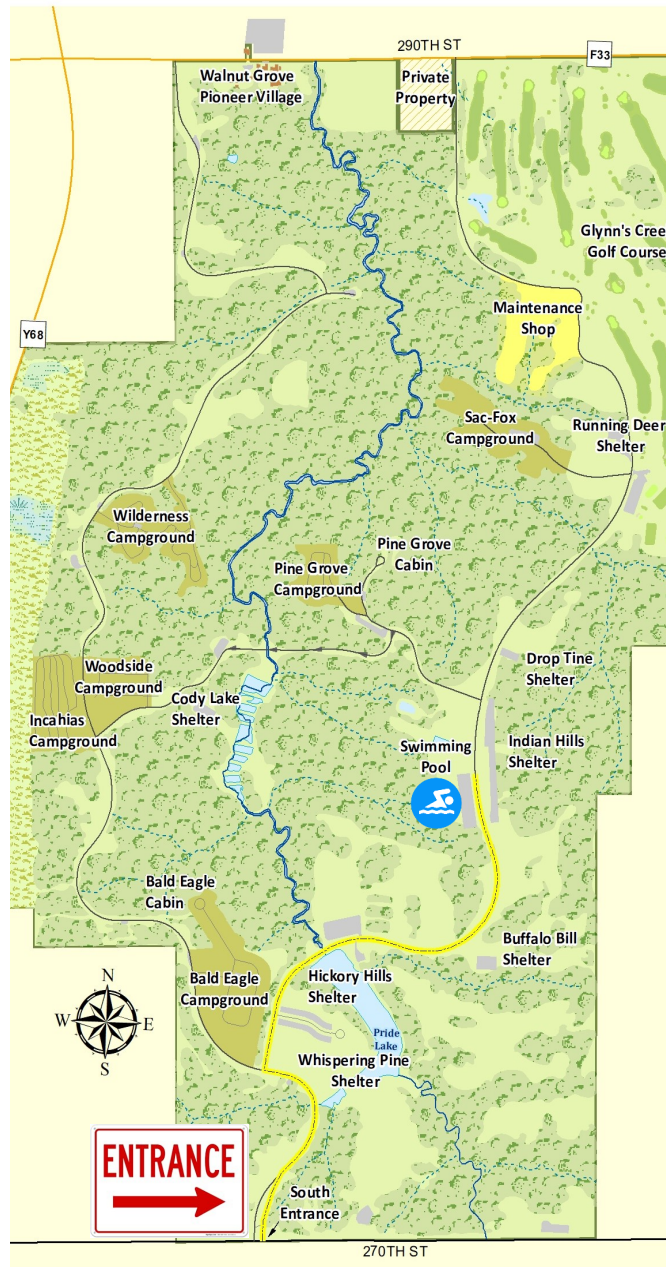 290TH ST
F33
Walnut Grove
Pioneer Village
Private
Property
Glynn's Cree
Golf Course
Maintenance
Shop
Y68
Sac-Fox
Campground
Running Deer
Shelter
Wilderness
Campground
Pine Grove
Cabin
Pine Grove
Campground
Drop Tine
Shelter
Woodside
Campground
Cody Lake
Shelter
Incahias
Campground
Swimming
Pool
Indian Hills
Shelter
Bald Eagle
Cabin
Buffalo Bill
Shelter
Bald Eagle
Campground
Hickory Hills
Shelter
N
W
E
S
Pride
Lake
Whispering Pine
Shelter
ENTRANCE
South
Entrance
270TH ST